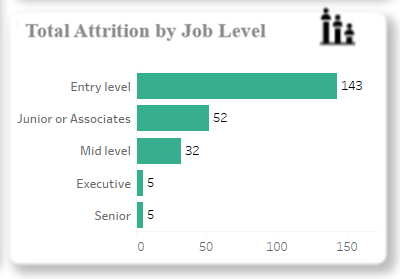 Total Attrition by Job Level
Entry level 143
Junior or Associates 52
Mid level 32
Executive 5
Senior 5
0 50 100 150